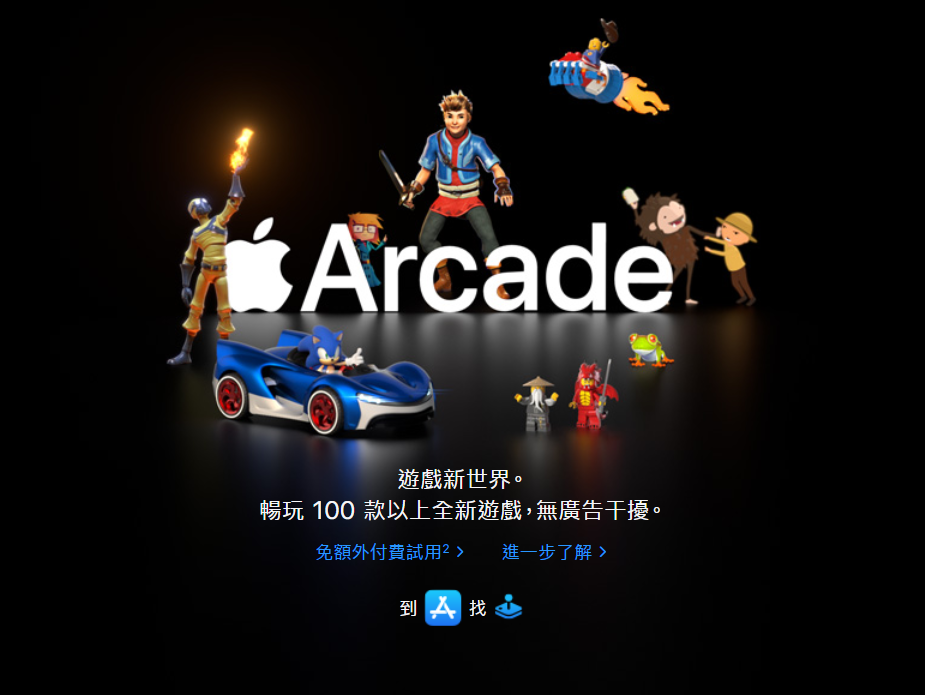 Arcade
遊戲新世界。
暢玩 100 款以上全新遊戲，無廣告干擾。
免額外付費試用² > 進一步了解 >
到 找